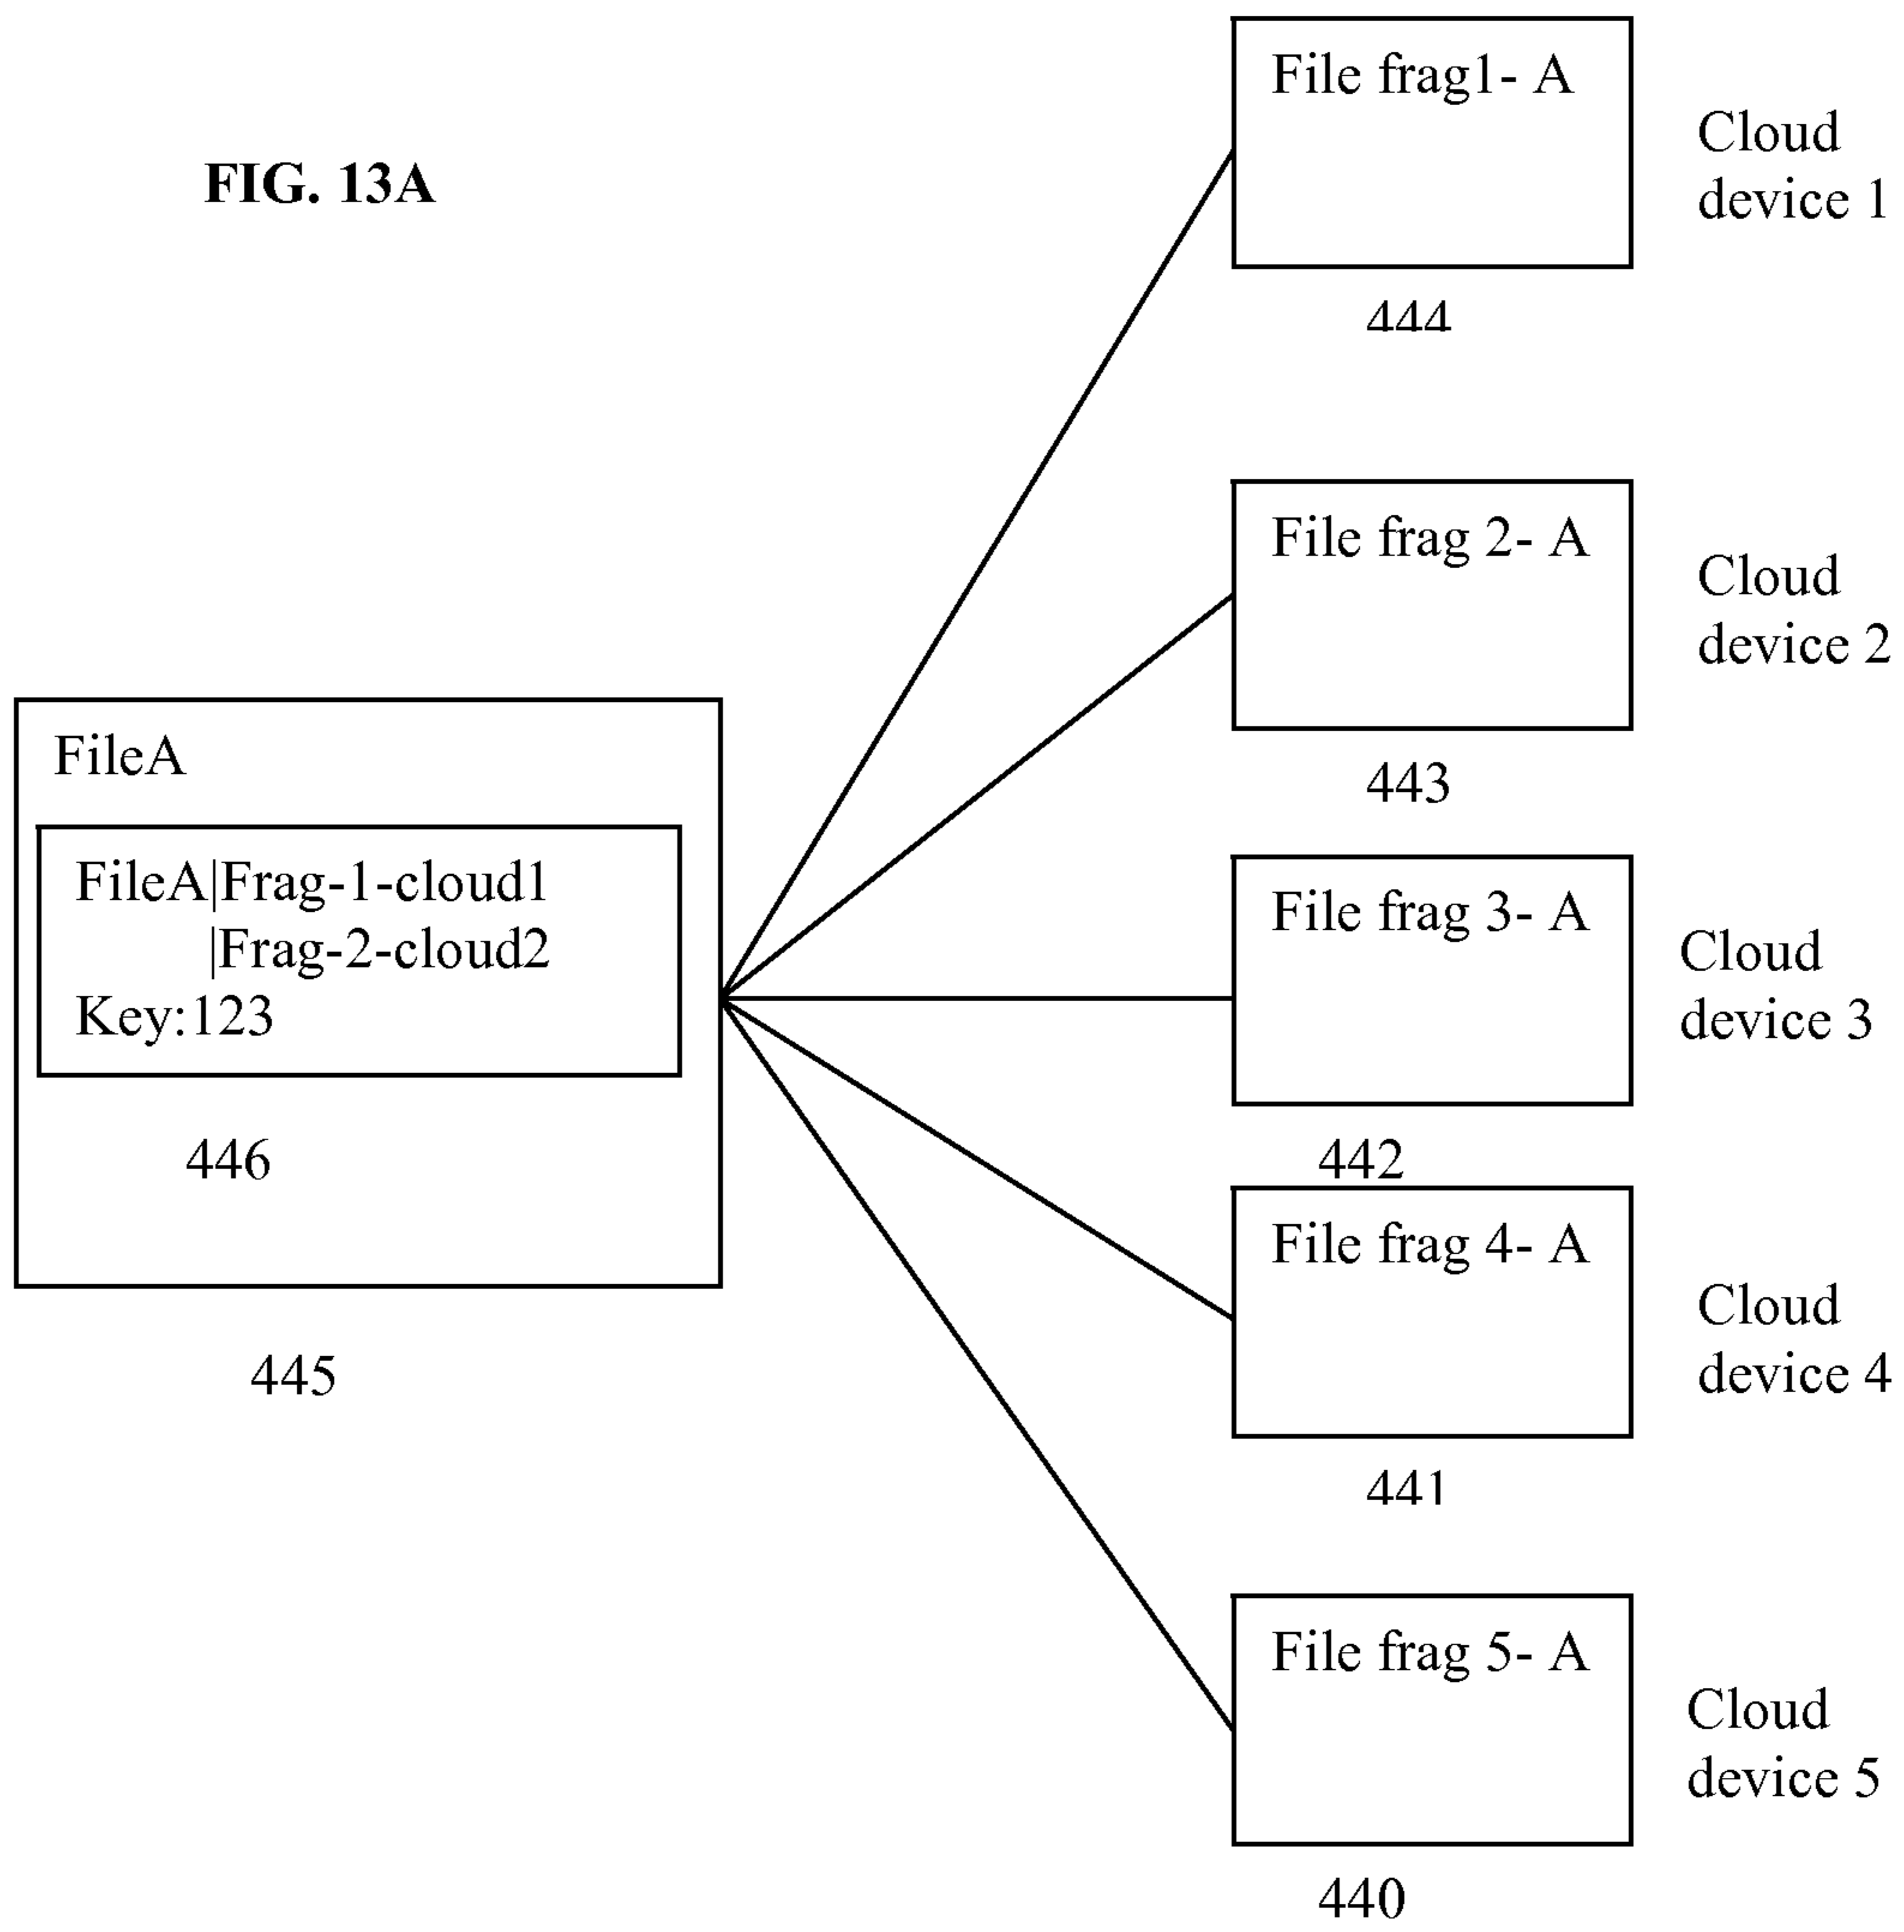 FIG. 13A
File frag1- A
Cloud
device 1
444
File frag 2- A
Cloud
device 2
443
FileA
FileA|Frag-1-cloud1
|Frag-2-cloud2
Key:123
446
445
File frag 3- A
Cloud
device 3
442
File frag 4- A
Cloud
device 4
441
File frag 5- A
Cloud
device 5
440